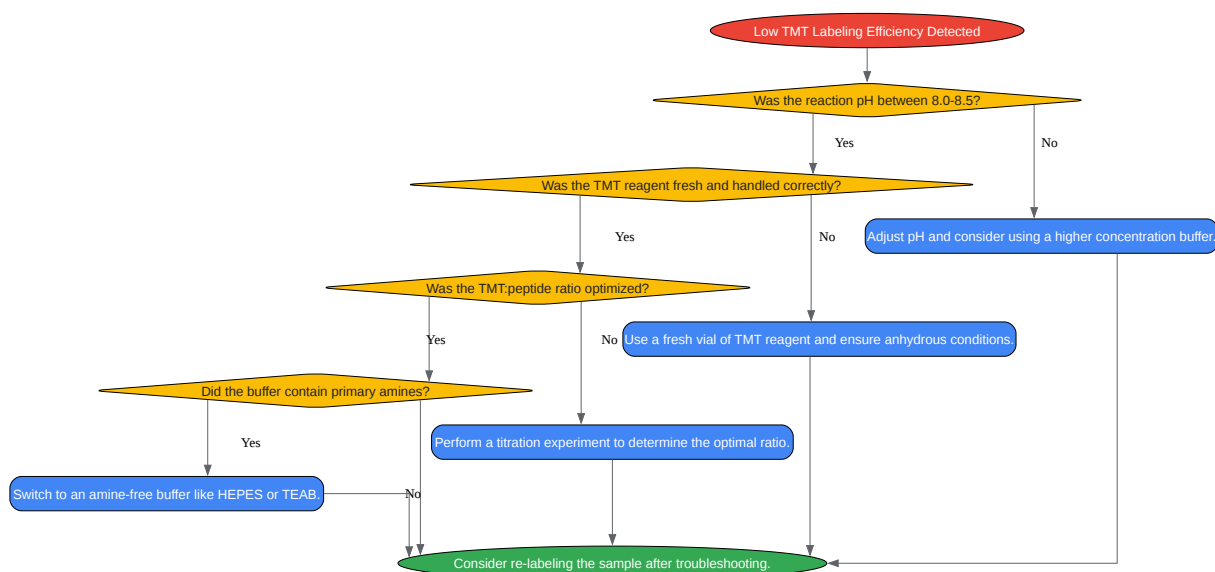 Low TMT Labeling Efficiency Detected
Was the reaction pH between 8.0-8.5?
Yes
No
Was the TMT reagent fresh and handled correctly?
Yes
No
Adjust pH and consider using a higher concentration buffer.
Was the TMT:peptide ratio optimized?
Yes
No
Use a fresh vial of TMT reagent and ensure anhydrous conditions.
Did the buffer contain primary amines?
Yes
Perform a titration experiment to determine the optimal ratio.
Switch to an amine-free buffer like HEPES or TEAB.
No
Consider re-labeling the sample after troubleshooting.